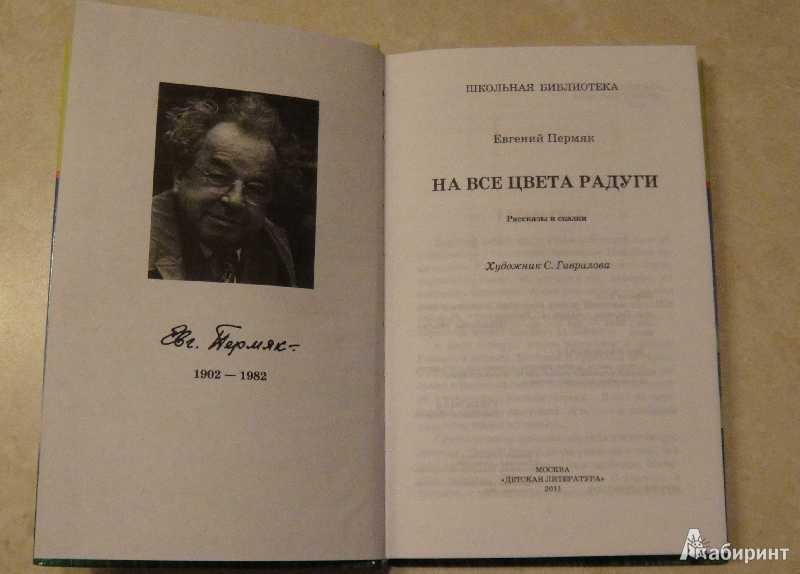 Евг. Пермяк
1902 — 1982
ШКОЛЬНАЯ БИБЛИОТЕКА
Евгений Пермяк
НА ВСЕ ЦВЕТА РАДУГИ
Рассказы и сказки
Художник С. Гаврилова
МОСКВА
«ДЕТСКАЯ ЛИТЕРАТУРА»
2011
Лабиринт